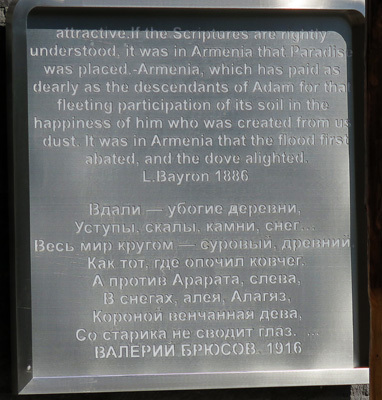 attractive.If the Scriptures are rightly
understood, it was in Armenia that Paradise
was placed.-Armenia, which has paid as
dearly as the descendants of Adam for that
fleeting participation of its soil in the
happiness of him who was created from us
dust. It was in Armenia that the flood first
abated, and the dove alighted.
L.Bayron 1886
Вдали — убогие деревни,
Уступы, скалы, камни, снег...
Весь мир кругом — суровый, древний,
Как тот, где опочил ковчег.
А против Арарата, слева,
В снегах, алея, Алагяз,
Короной венчанная дева,
Со старика не сводит глаз. ...
ВАЛЕРИЙ БРЮСОВ. 1916